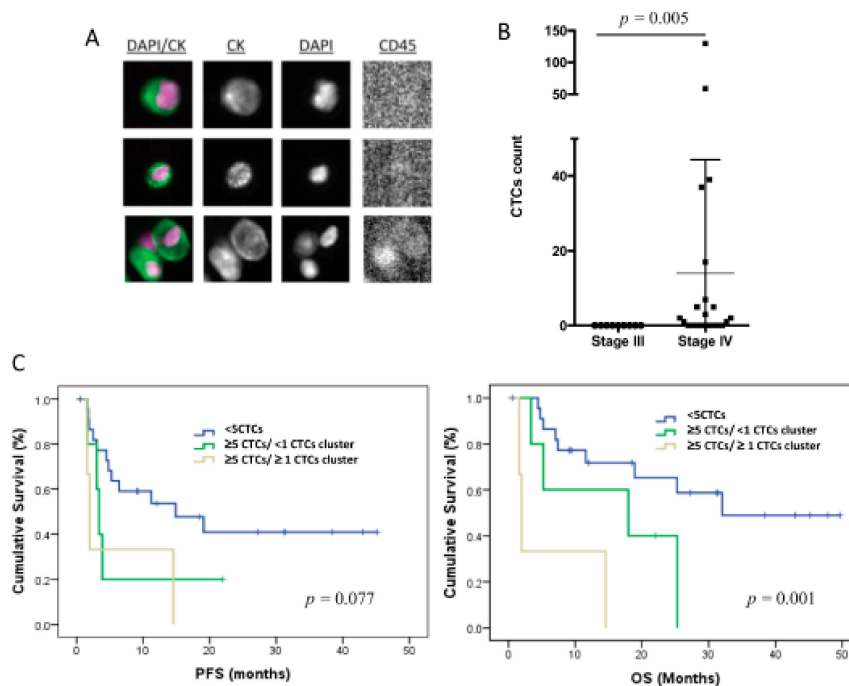 A
DAPI/CK CK DAPI CD45
B
p = 0.005
150
100
50
40
20
0
CTCs count
Stage III Stage IV
C
1.0
0.8
0.6
0.4
0.2
0.0
Cumulative Survival (%)
<5CTCs
≥5 CTCs/ <1 CTCs cluster
≥5 CTCs/ ≥ 1 CTCs cluster
p = 0.077
0 10 20 30 40 50
PFS (months)
1.0
0.8
0.6
0.4
0.2
0.0
Cumulative Survival (%)
<5CTCs
≥5 CTCs/ <1 CTCs cluster
≥5 CTCs/ ≥ 1 CTCs cluster
p = 0.001
0 10 20 30 40 50
OS (Months)